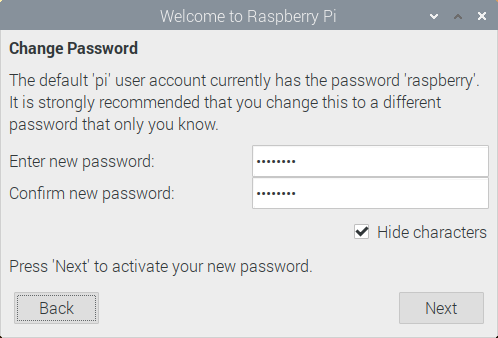 Welcome to Raspberry Pi
Change Password
The default 'pi' user account currently has the password 'raspberry'.
It is strongly recommended that you change this to a different
password that only you know.
Enter new password: ••••••••
Confirm new password: ••••••••
Hide characters
Press 'Next' to activate your new password.
Back Next